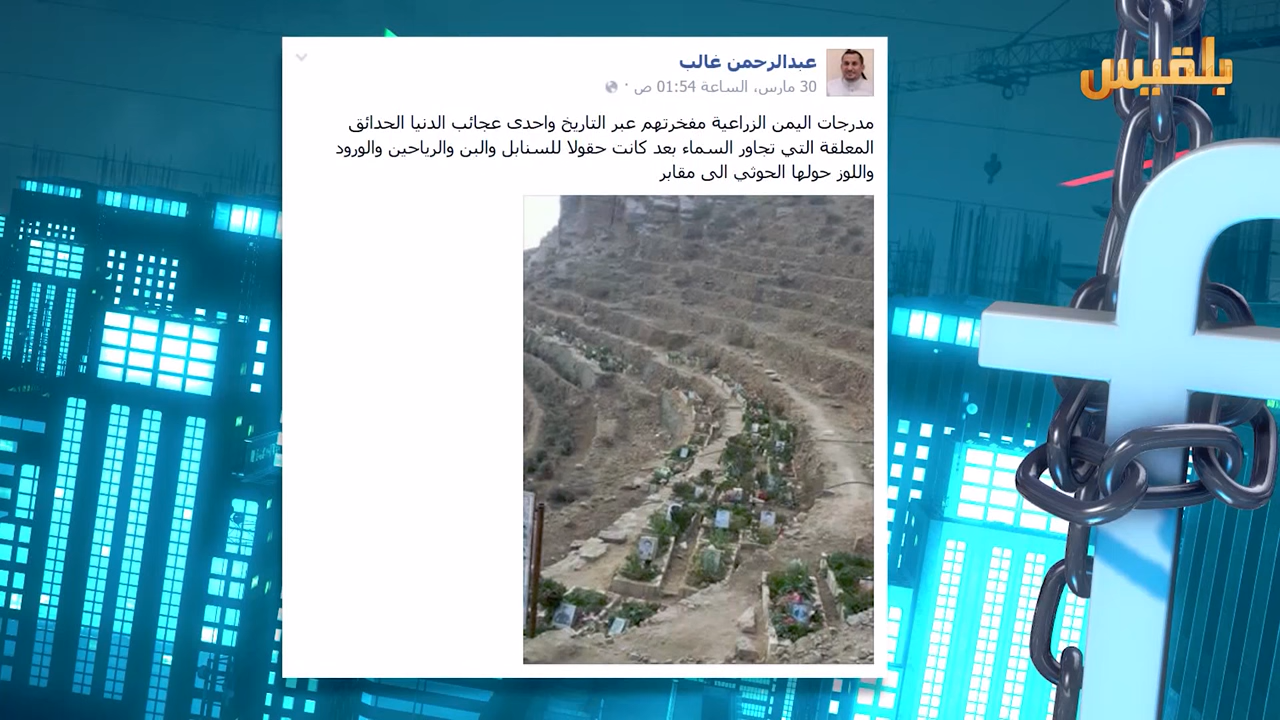 بلقيس
عبدالرحمن غالب
30 مارس، الساعة 01:54 ص ·
مدرجات اليمن الزراعية مفخرتهم عبر التاريخ واحدى عجائب الدنيا الحدائق
المعلقة التي تجاور السماء بعد كانت حقولا للسنابل والبن والرياحين والورود
واللوز حولها الحوثي الى مقابر